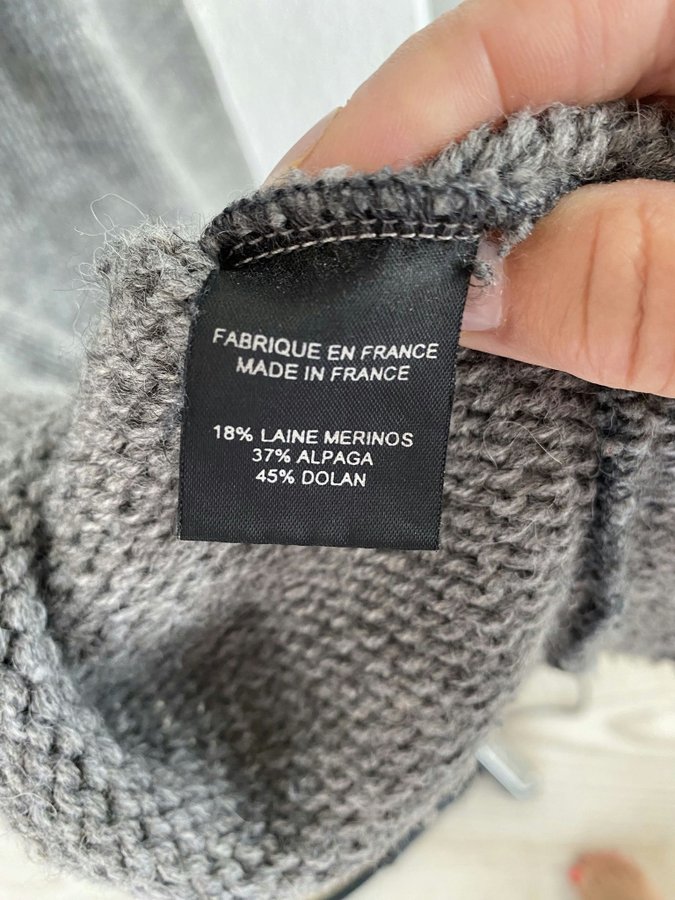 FABRIQUE EN FRANCE
MADE IN FRANCE
18% LAINE MERINOS
37% ALPAGA
45% DOLAN